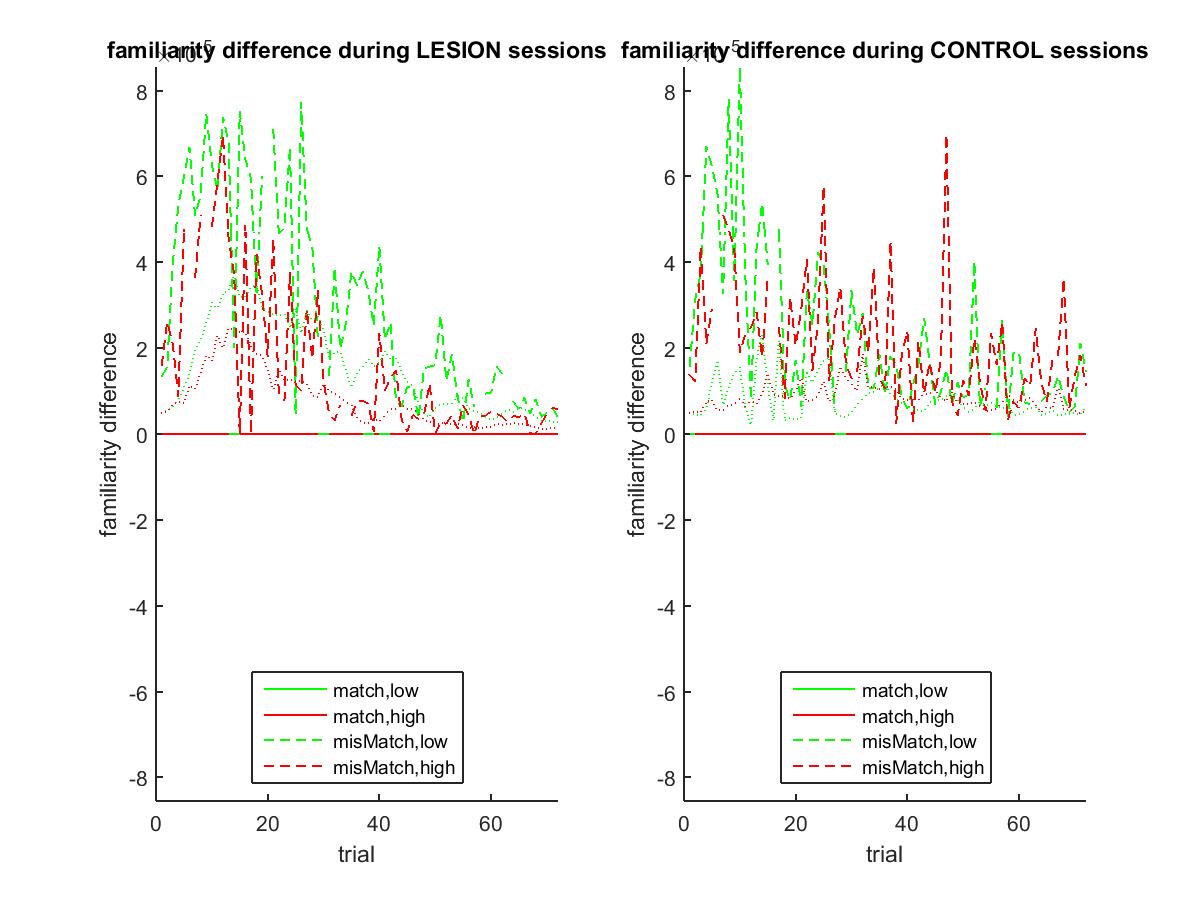 familiarity difference during LESION sessions
familiarity difference during CONTROL sessions
× 10 5
× 10 5
familiarity difference
8
6
4
2
0
-2
-4
-6
-8
0
20
40
60
trial
match,low
match,high
misMatch,low
misMatch,high
familiarity difference
8
6
4
2
0
-2
-4
-6
-8
0
20
40
60
trial
match,low
match,high
misMatch,low
misMatch,high